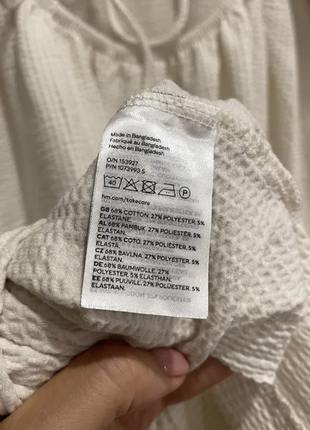 Made in Bangladesh
Fabriqué au Bangladesh
Hecho en Bangladesh
O/N 153927
P/N 1073993 S
40
P
hm.com/takecare
GB 68% COTTON. 27% POLYESTER. 5%
ELASTANE
AL 68% PAMBUK. 27% POLIESTER. 5%
ELASTAN.
CAT 68% COTÓ. 27% POLIÈSTER. 5%
ELASTÀ.
CZ 68% BAVLNA. 27% POLYESTER. 5%
ELASTAN.
DE 68% BAUMWOLLE. 27%
POLYESTER. 5% ELASTHAN
EE 68% PUUVILL. 27% POLÜESTER. 5%
ELASTAAN.